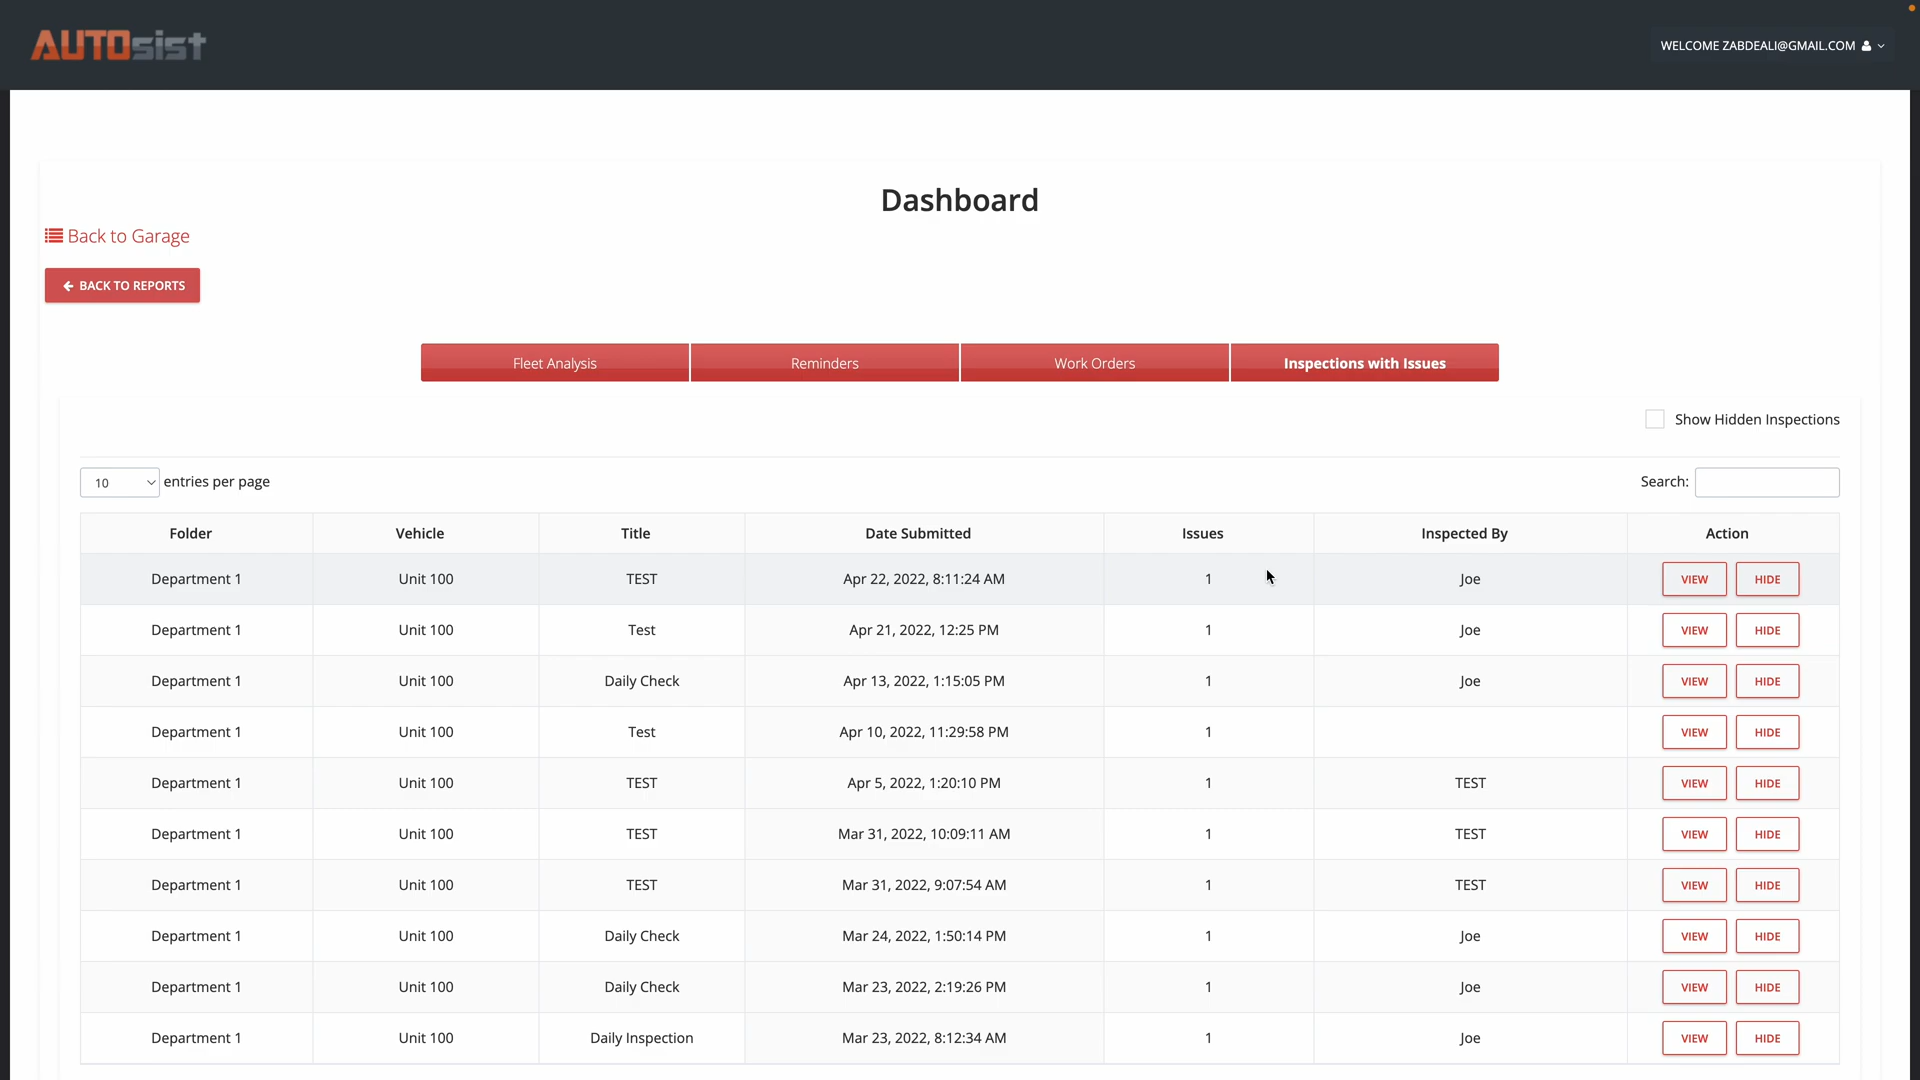 AUTOsist
WELCOME ZABDEALI@GMAIL.COM
Dashboard
Back to Garage
BACK TO REPORTS
Fleet Analysis Reminders Work Orders Inspections with Issues
Show Hidden Inspections
10 entries per page Search:
Folder Vehicle Title Date Submitted Issues Inspected By Action
Department 1 Unit 100 TEST Apr 22, 2022, 8:11:24 AM 1 Joe VIEW HIDE
Department 1 Unit 100 Test Apr 21, 2022, 12:25 PM 1 Joe VIEW HIDE
Department 1 Unit 100 Daily Check Apr 13, 2022, 1:15:05 PM 1 Joe VIEW HIDE
Department 1 Unit 100 Test Apr 10, 2022, 11:29:58 PM 1 VIEW HIDE
Department 1 Unit 100 TEST Apr 5, 2022, 1:20:10 PM 1 TEST VIEW HIDE
Department 1 Unit 100 TEST Mar 31, 2022, 10:09:11 AM 1 TEST VIEW HIDE
Department 1 Unit 100 TEST Mar 31, 2022, 9:07:54 AM 1 TEST VIEW HIDE
Department 1 Unit 100 Daily Check Mar 24, 2022, 1:50:14 PM 1 Joe VIEW HIDE
Department 1 Unit 100 Daily Check Mar 23, 2022, 2:19:26 PM 1 Joe VIEW HIDE
Department 1 Unit 100 Daily Inspection Mar 23, 2022, 8:12:34 AM 1 Joe VIEW HIDE